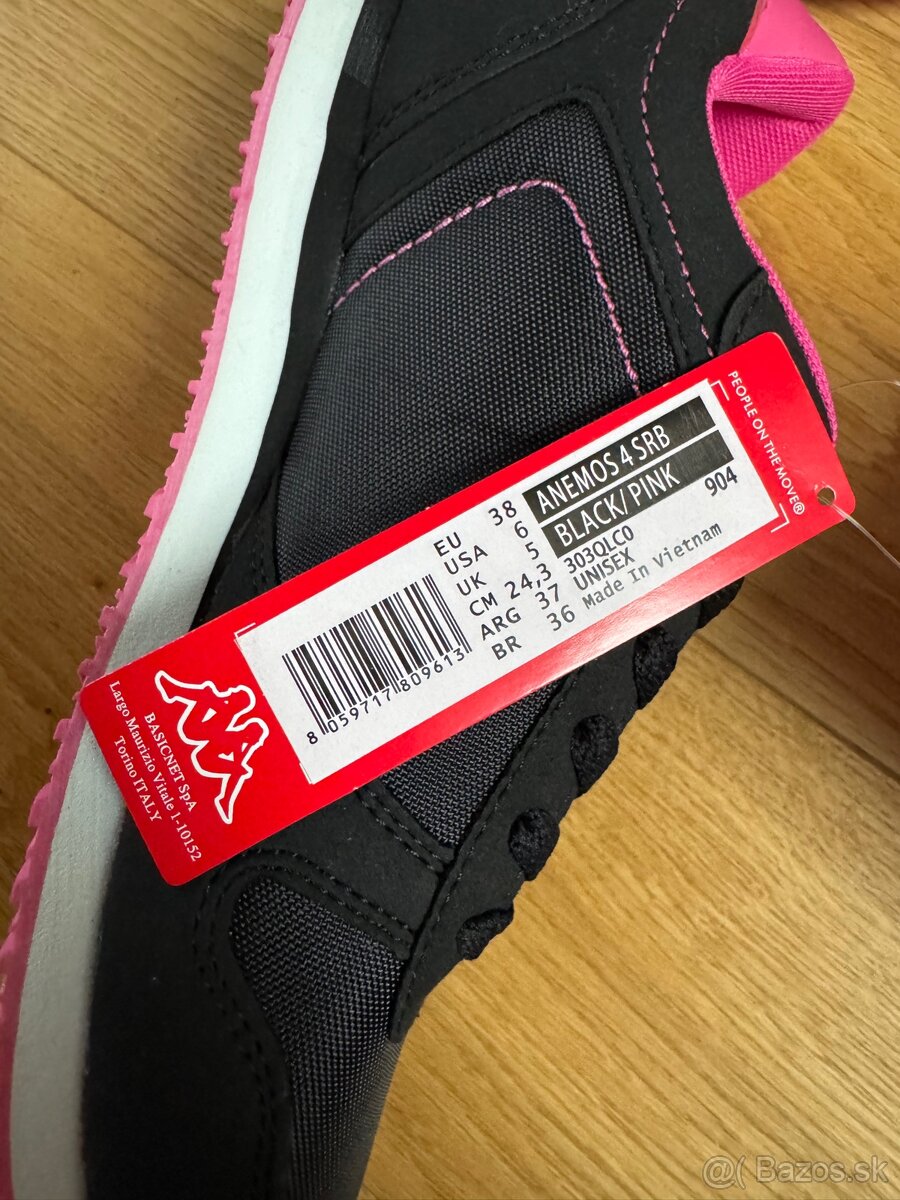 PEOPLE ON THE MOVE®
ANEMOS 4 SRB
BLACK/PINK 904
303QLC0
UNISEX
Made In Vietnam
EU 38
USA 6
UK 5
CM 24,3
ARG 37
BR 36
8 059717 809613
BASICNET SpA
Largo Maurizio Vitale 1-10152
Torino ITALY
@( Bazos.sk